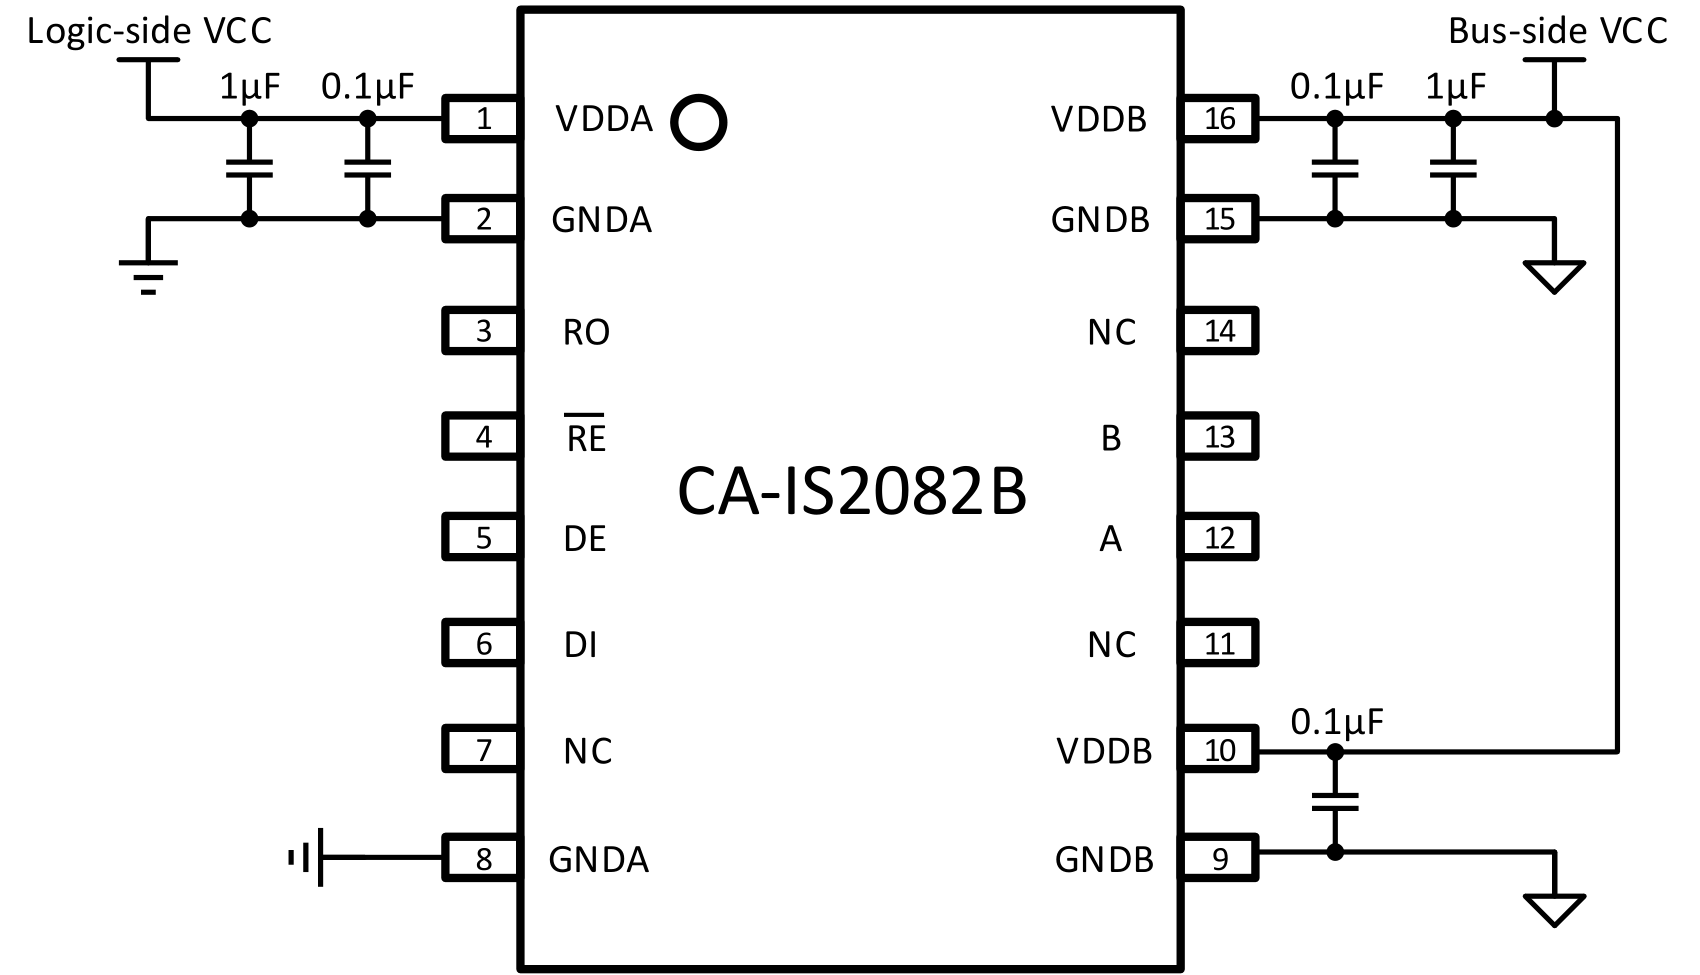 Logic-side VCC
Bus-side VCC
1µF 0.1µF
0.1µF 1µF
1 VDDA
VDDB 16
2 GNDA
GNDB 15
3 RO
NC 14
4 R̅E̅
B 13
CA-IS2082B
5 DE
A 12
6 DI
NC 11
0.1µF
7 NC
VDDB 10
8 GNDA
GNDB 9